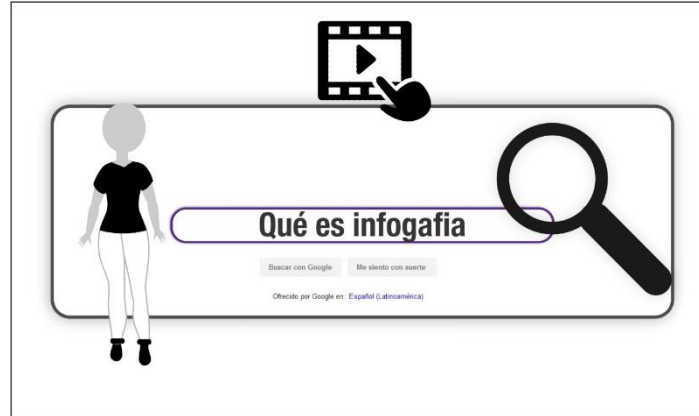 Qué es infogafia
Buscar con Google Me siento con suerte
Ofrecido por Google en: Español (Latinoamérica)